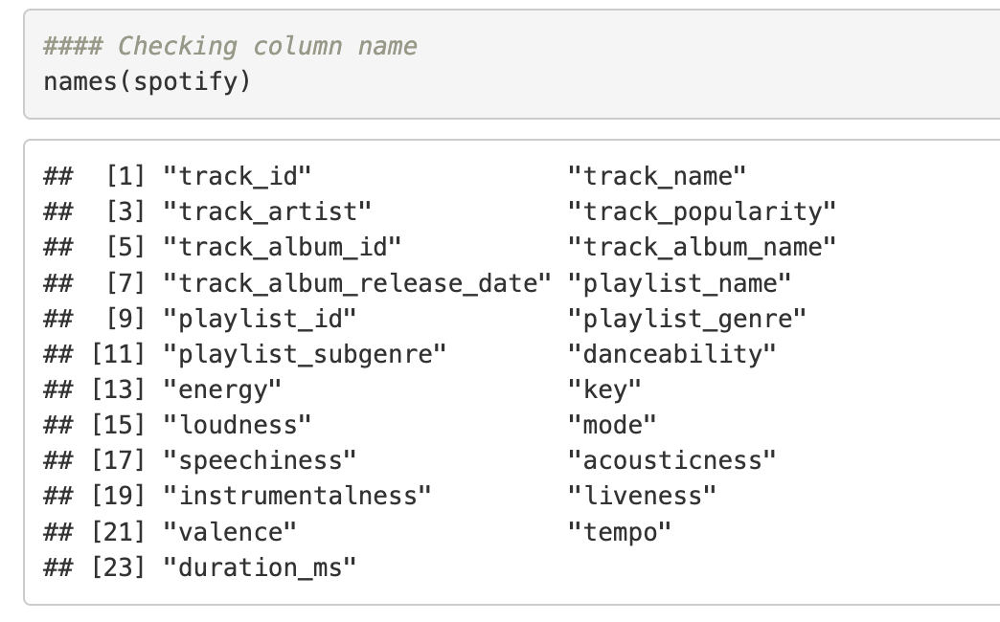 #### Checking column name
names(spotify)
##  [1] "track_id"                 "track_name"
##  [3] "track_artist"             "track_popularity"
##  [5] "track_album_id"           "track_album_name"
##  [7] "track_album_release_date" "playlist_name"
##  [9] "playlist_id"              "playlist_genre"
## [11] "playlist_subgenre"        "danceability"
## [13] "energy"                   "key"
## [15] "loudness"                 "mode"
## [17] "speechiness"              "acousticness"
## [19] "instrumentalness"         "liveness"
## [21] "valence"                  "tempo"
## [23] "duration_ms"